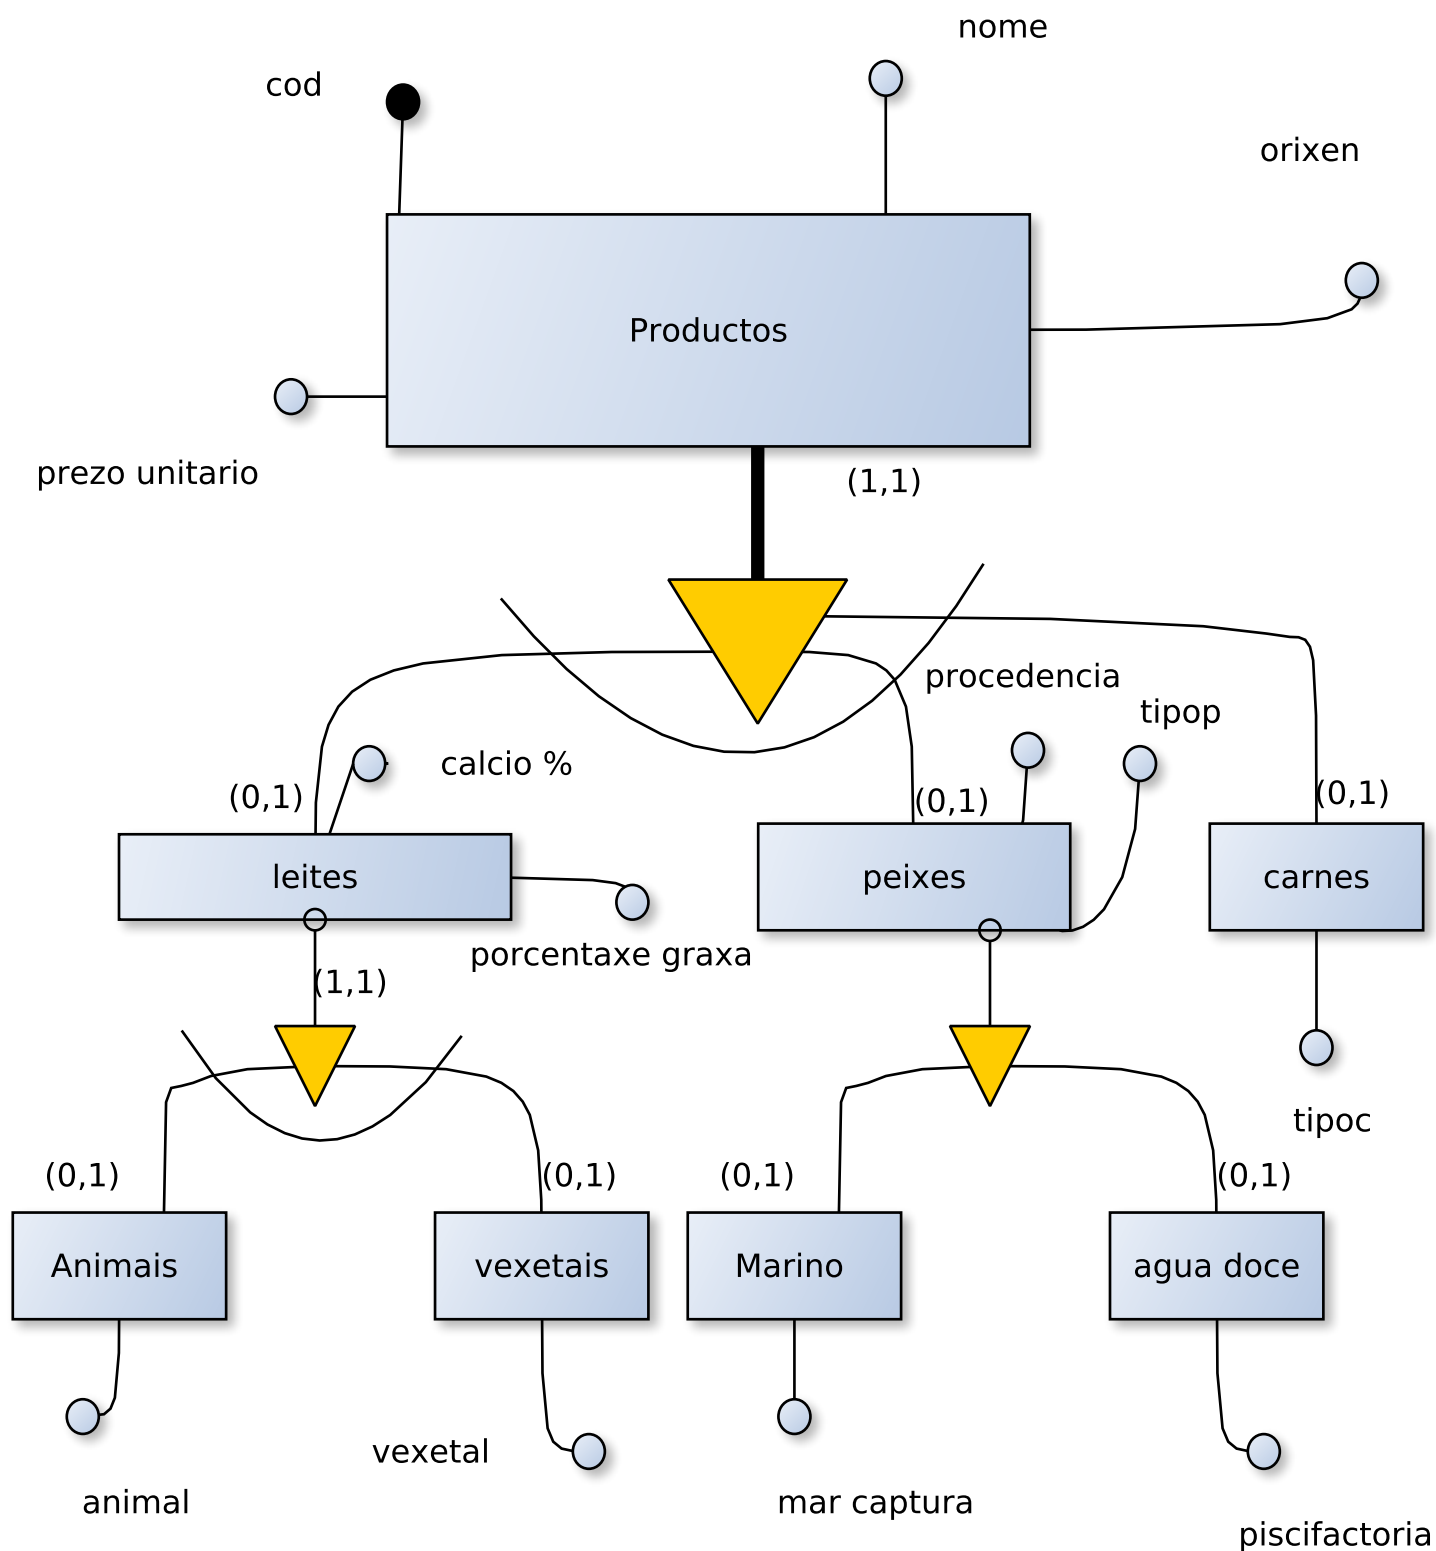 nome
cod
orixen
Productos
prezo unitario
(1,1)
procedencia
tipop
calcio %
(0,1)
(0,1)
(0,1)
leites
peixes
carnes
porcentaxe graxa
(1,1)
tipoc
(0,1)
(0,1)
(0,1)
(0,1)
Animais
vexetais
Marino
agua doce
vexetal
animal
mar captura
piscifactoria